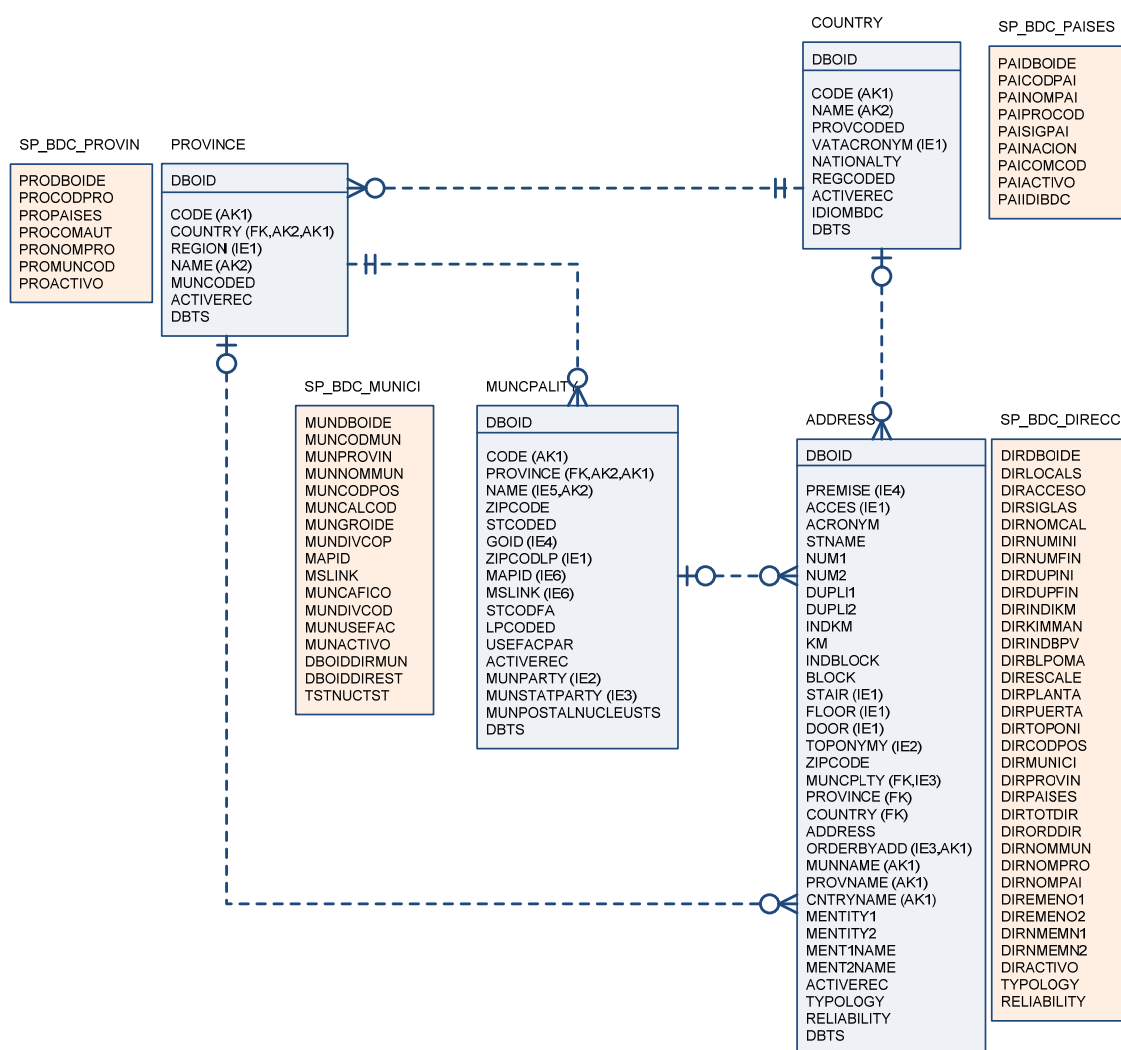 COUNTRY
DBOID
CODE (AK1)
NAME (AK2)
PROVCODED
VATACRONYM (IE1)
NATIONALTY
REGCODED
ACTIVEREC
IDIOMBDC
DBTS
SP_BDC_PAISES
PAIDBOIDE
PAICODPAI
PAINOMPAI
PAIPROCOD
PAISIGPAI
PAINACION
PAICOMCOD
PAIACTIVO
PAIIDIBDC
SP_BDC_PROVIN
PRODBOIDE
PROCODPRO
PROPAISES
PROCOMAUT
PRONOMPRO
PROMUNCOD
PROACTIVO
PROVINCE
DBOID
CODE (AK1)
COUNTRY (FK,AK2,AK1)
REGION (IE1)
NAME (AK2)
MUNCODED
ACTIVEREC
DBTS
SP_BDC_MUNICI
MUNDBOIDE
MUNCODMUN
MUNPROVIN
MUNNOMMUN
MUNCODPOS
MUNCALCOD
MUNGROIDE
MUNDIVCOP
MAPID
MSLINK
MUNCAFICO
MUNDIVCOD
MUNUSEFAC
MUNACTIVO
DBOIDDIRMUN
DBOIDDIREST
TSTNUCTST
MUNCPALITY
DBOID
CODE (AK1)
PROVINCE (FK,AK2,AK1)
NAME (IE5,AK2)
ZIPCODE
STCODED
GOID (IE4)
ZIPCODLP (IE1)
MAPID (IE6)
MSLINK (IE6)
STCODFA
LPCODED
USEFACPAR
ACTIVEREC
MUNPARTY (IE2)
MUNSTATPARTY (IE3)
MUNPOSTALNUCLEUSTS
DBTS
ADDRESS
DBOID
PREMISE (IE4)
ACCES (IE1)
ACRONYM
STNAME
NUM1
NUM2
DUPLI1
DUPLI2
INDKM
KM
INDBLOCK
BLOCK
STAIR (IE1)
FLOOR (IE1)
DOOR (IE1)
TOPONYMY (IE2)
ZIPCODE
MUNCPLTY (FK,IE3)
PROVINCE (FK)
COUNTRY (FK)
ADDRESS
ORDERBYADD (IE3,AK1)
MUNNAME (AK1)
PROVNAME (AK1)
CNTRYNAME (AK1)
MENTITY1
MENTITY2
MENT1NAME
MENT2NAME
ACTIVEREC
TYPOLOGY
RELIABILITY
DBTS
SP_BDC_DIRECC
DIRDBOIDE
DIRLOCALS
DIRACCESO
DIRSIGLAS
DIRNOMCAL
DIRNUMINI
DIRNUMFIN
DIRDUPINI
DIRDUPFIN
DIRINDIKM
DIRKIMMAN
DIRINDBPV
DIRBLPOMA
DIRESCALE
DIRPLANTA
DIRPUERTA
DIRTOPONI
DIRCODPOS
DIRMUNICI
DIRPROVIN
DIRPAISES
DIRTOTDIR
DIRORDDIR
DIRNOMMUN
DIRNOMPRO
DIRNOMPAI
DIREMENO1
DIREMENO2
DIRNMEMN1
DIRNMEMN2
DIRACTIVO
TYPOLOGY
RELIABILITY